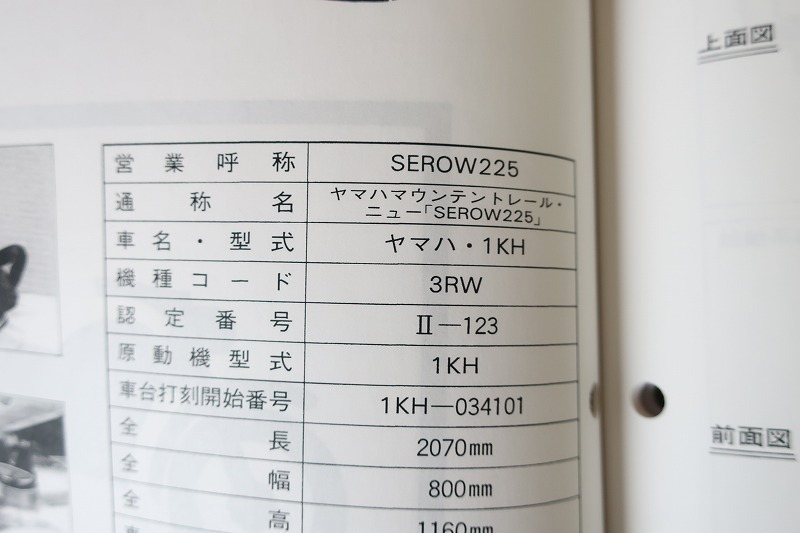 上面図
営業呼称 SEROW225
通称名 ヤマハマウンテントレール・
ニュー「SEROW225」
車名・型式 ヤマハ・1KH
機種コード 3RW
認定番号 Ⅱ―123
原動機型式 1KH
車台打刻開始番号 1KH―034101
全長 2070mm
全幅 800mm
全高 1160mm
前面図